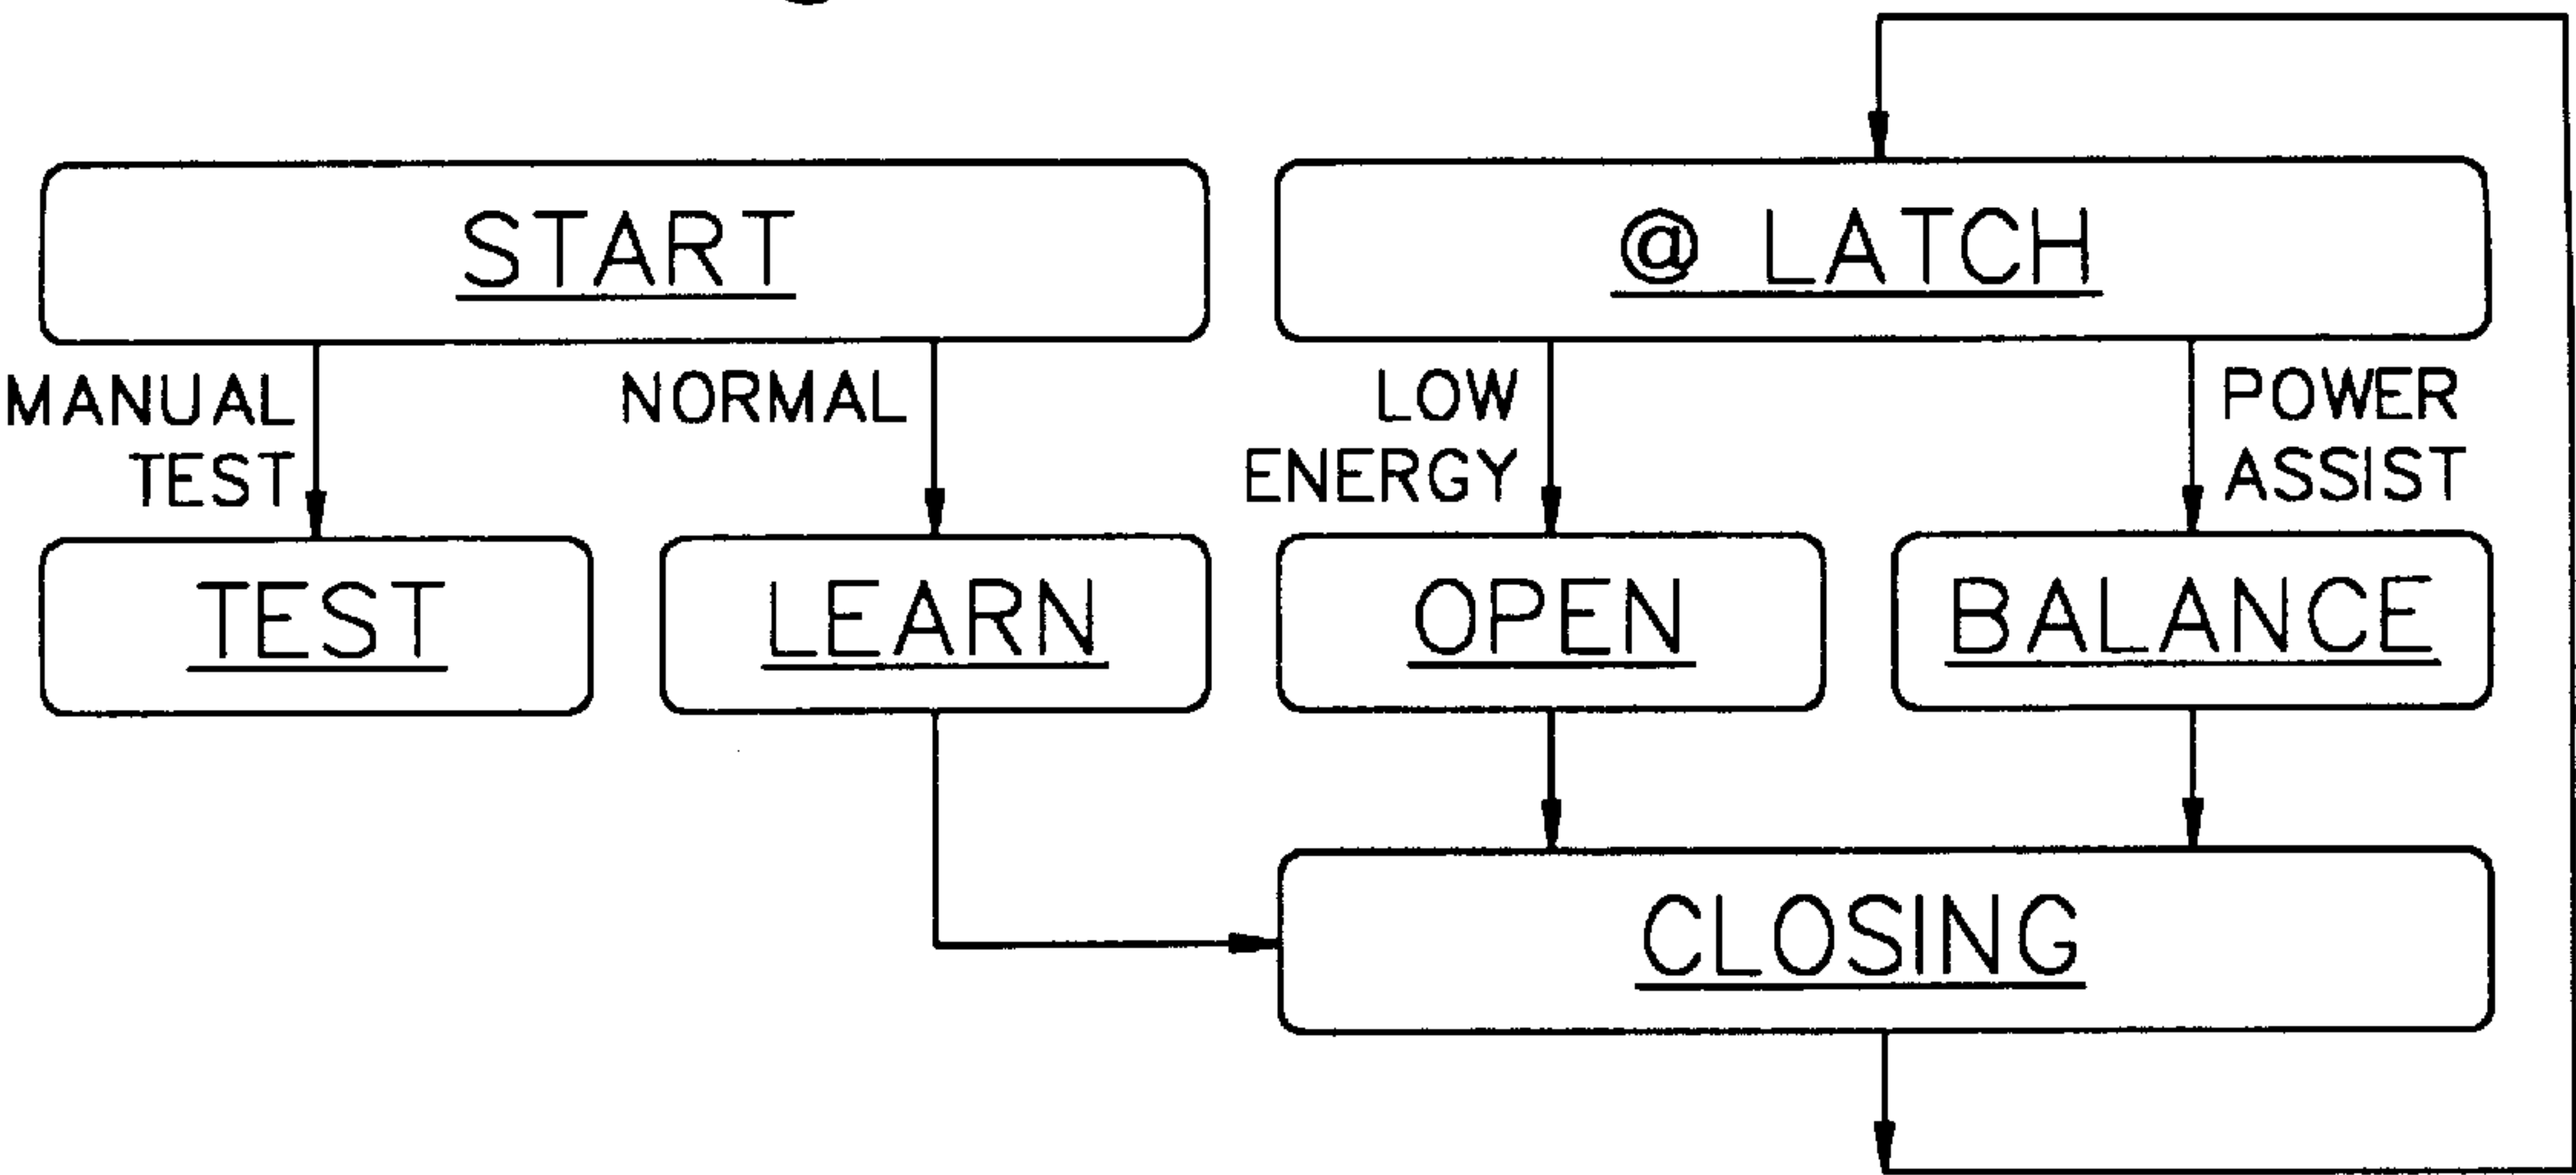 START
@ LATCH
MANUAL
TEST
NORMAL
LOW
ENERGY
POWER
ASSIST
TEST
LEARN
OPEN
BALANCE
CLOSING